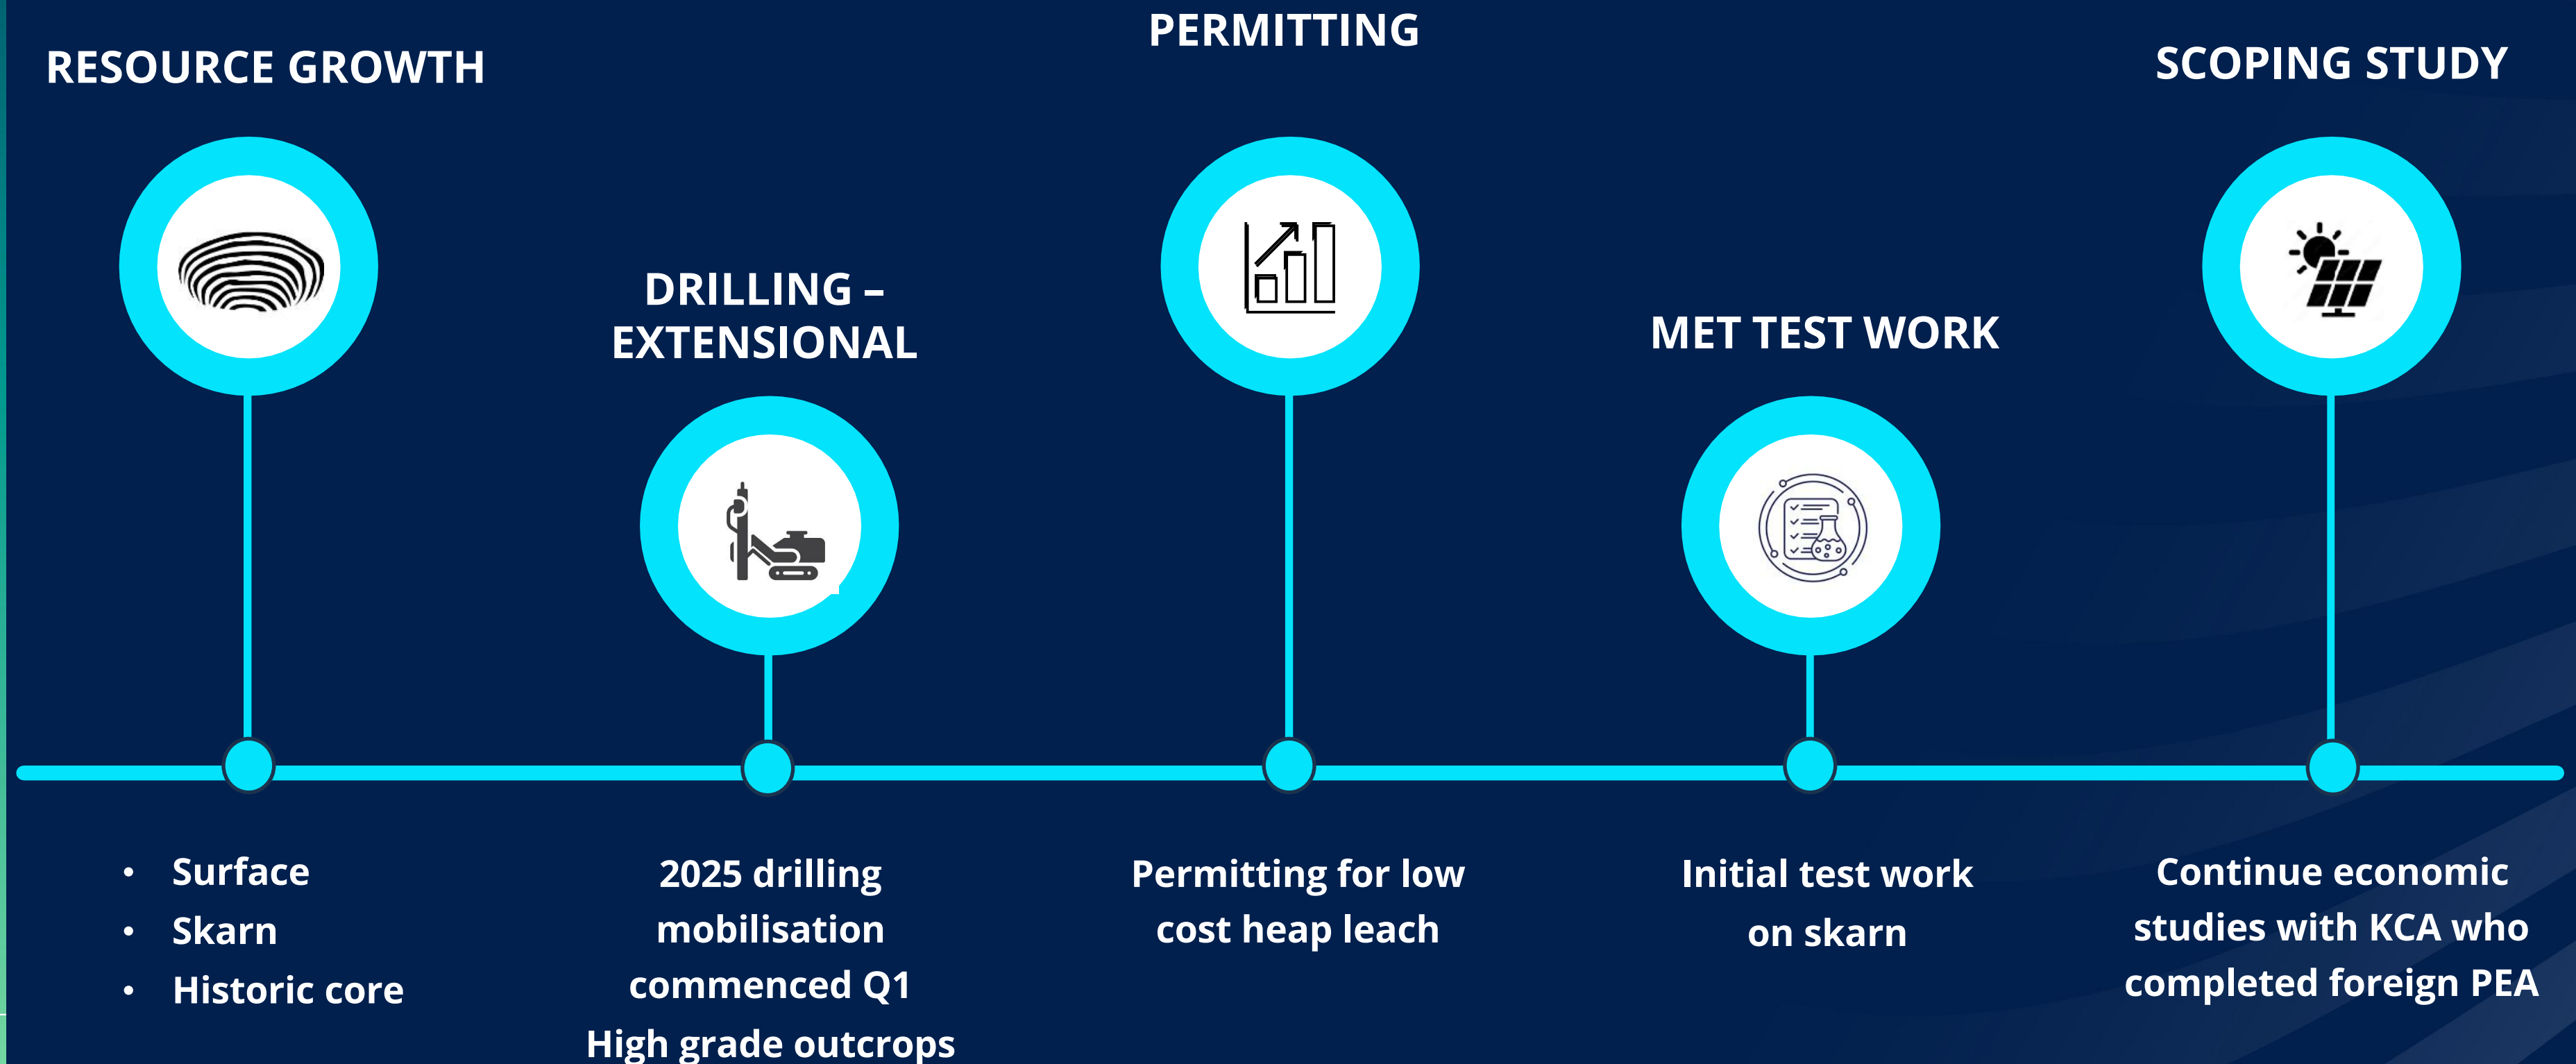 RESOURCE GROWTH
DRILLING –
EXTENSIONAL
PERMITTING
MET TEST WORK
SCOPING STUDY
• Surface
• Skarn
• Historic core
2025 drilling
mobilisation
commenced Q1
High grade outcrops
Permitting for low
cost heap leach
Initial test work
on skarn
Continue economic
studies with KCA who
completed foreign PEA